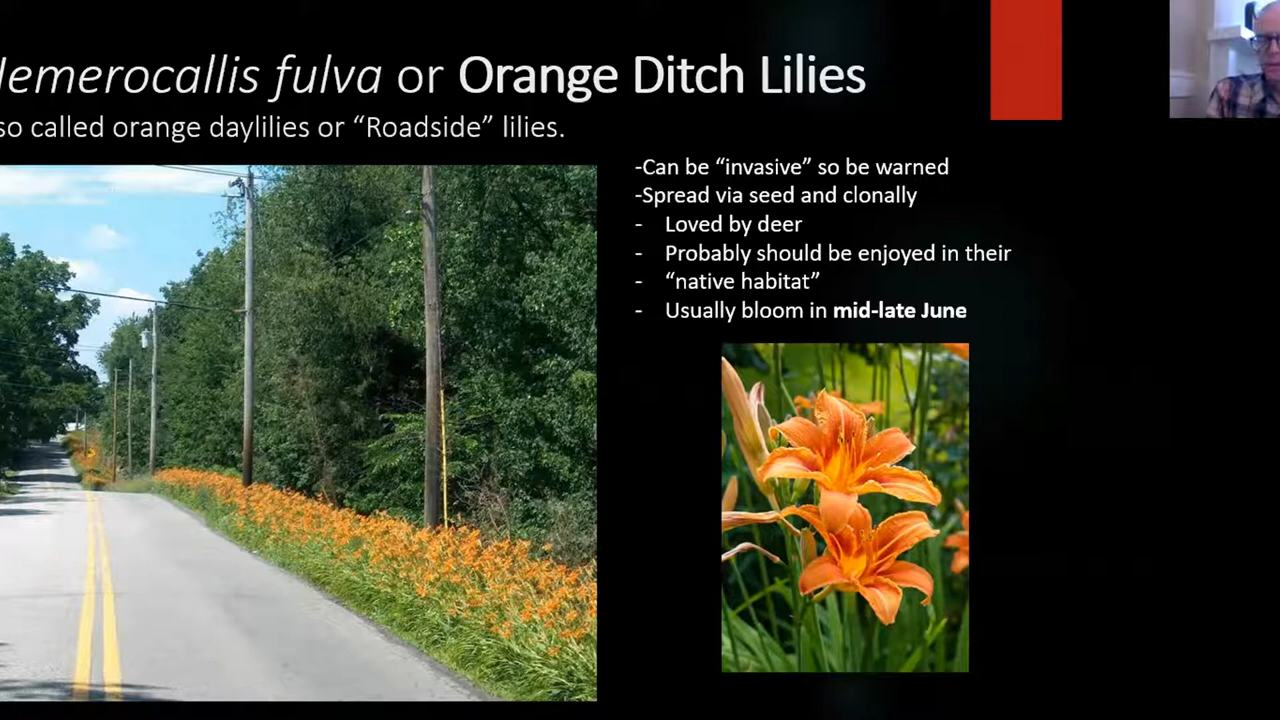 Hemerocallis fulva or Orange Ditch Lilies
so called orange daylilies or “Roadside” lilies.
-Can be “invasive” so be warned
-Spread via seed and clonally
- Loved by deer
- Probably should be enjoyed in their
- “native habitat”
- Usually bloom in mid-late June